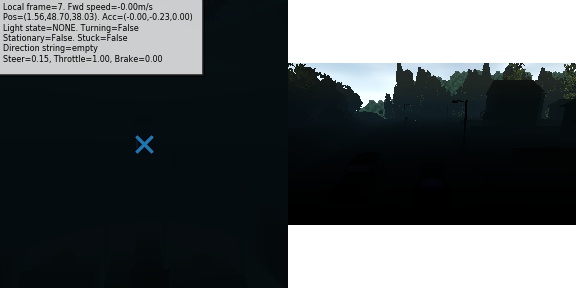 Local frame=7. Fwd speed=-0.00m/s
Pos=(1.56,48.70,38.03). Acc=(-0.00,-0.23,0.00)
Light state=NONE. Turning=False
Stationary=False. Stuck=False
Direction string=empty
Steer=0.15, Throttle=1.00, Brake=0.00